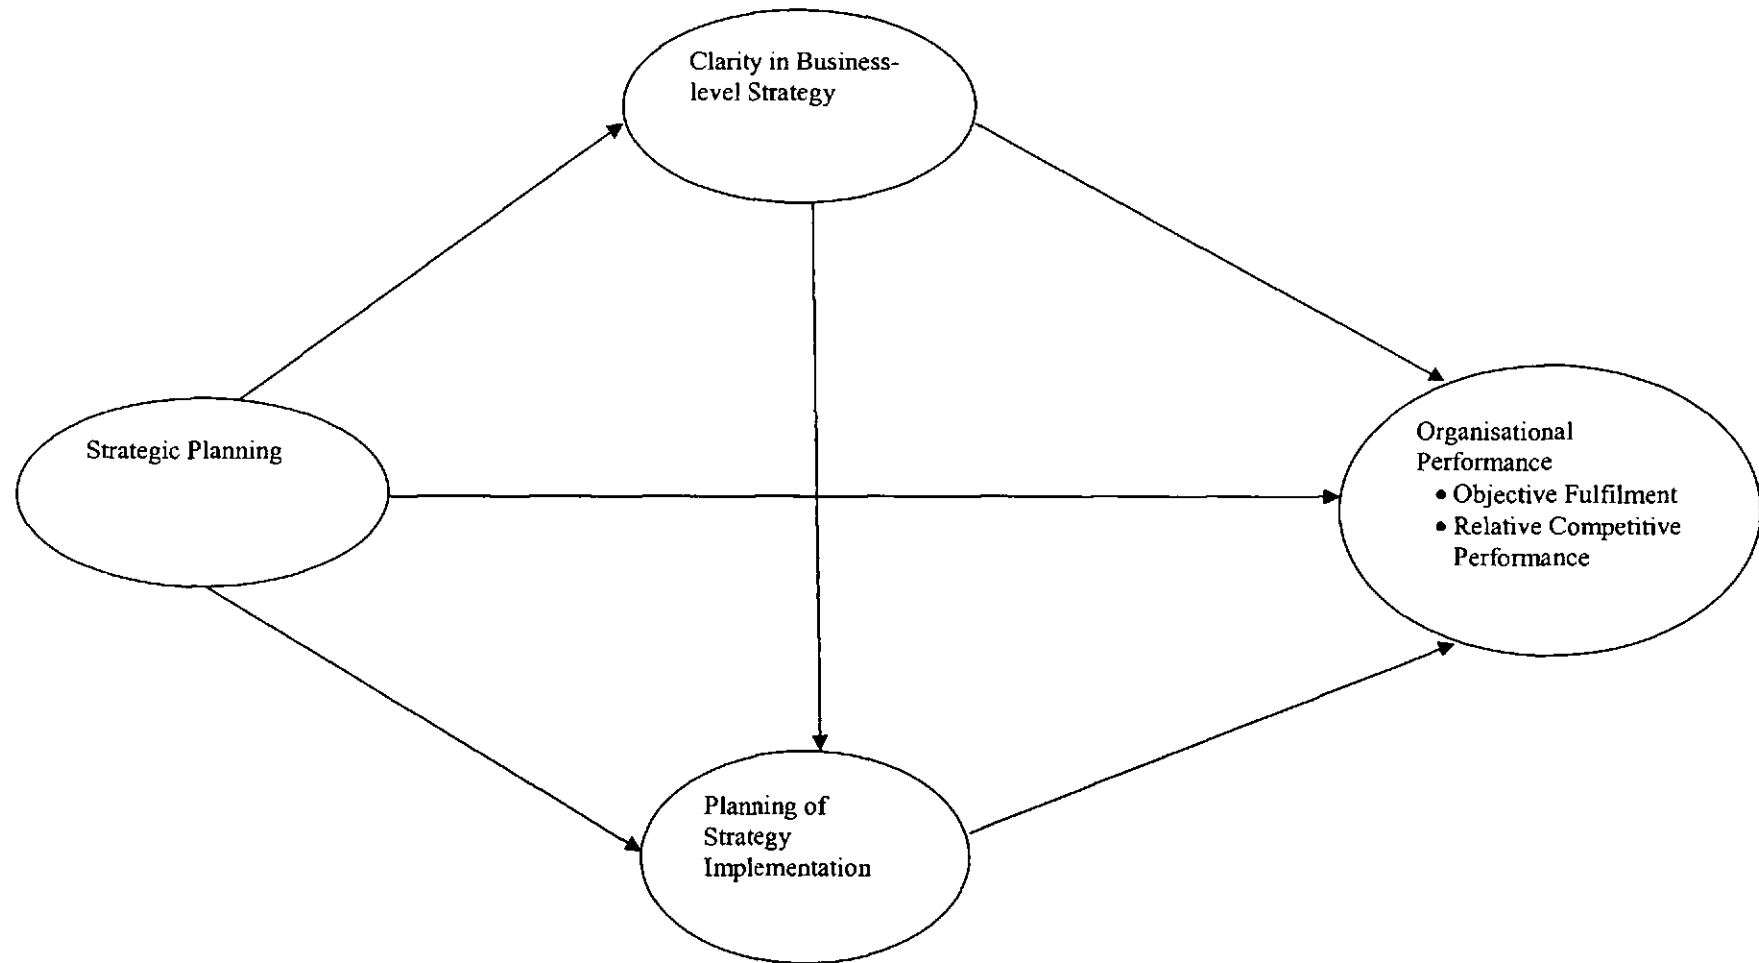 Clarity in Business-
level Strategy
Strategic Planning
Organisational
Performance
• Objective Fulfilment
• Relative Competitive
Performance
Planning of
Strategy
Implementation